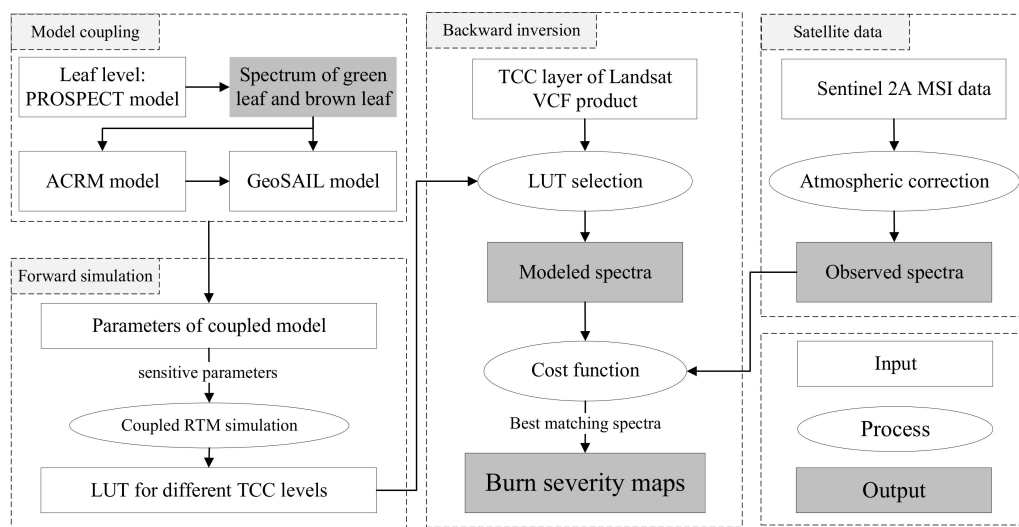 Model coupling
Leaf level:
PROSPECT model
Spectrum of green
leaf and brown leaf
ACRM model
GeoSAIL model
Forward simulation
Parameters of coupled model
sensitive parameters
Coupled RTM simulation
LUT for different TCC levels
Backward inversion
TCC layer of Landsat
VCF product
LUT selection
Modeled spectra
Cost function
Best matching spectra
Burn severity maps
Satellite data
Sentinel 2A MSI data
Atmospheric correction
Observed spectra
Input
Process
Output